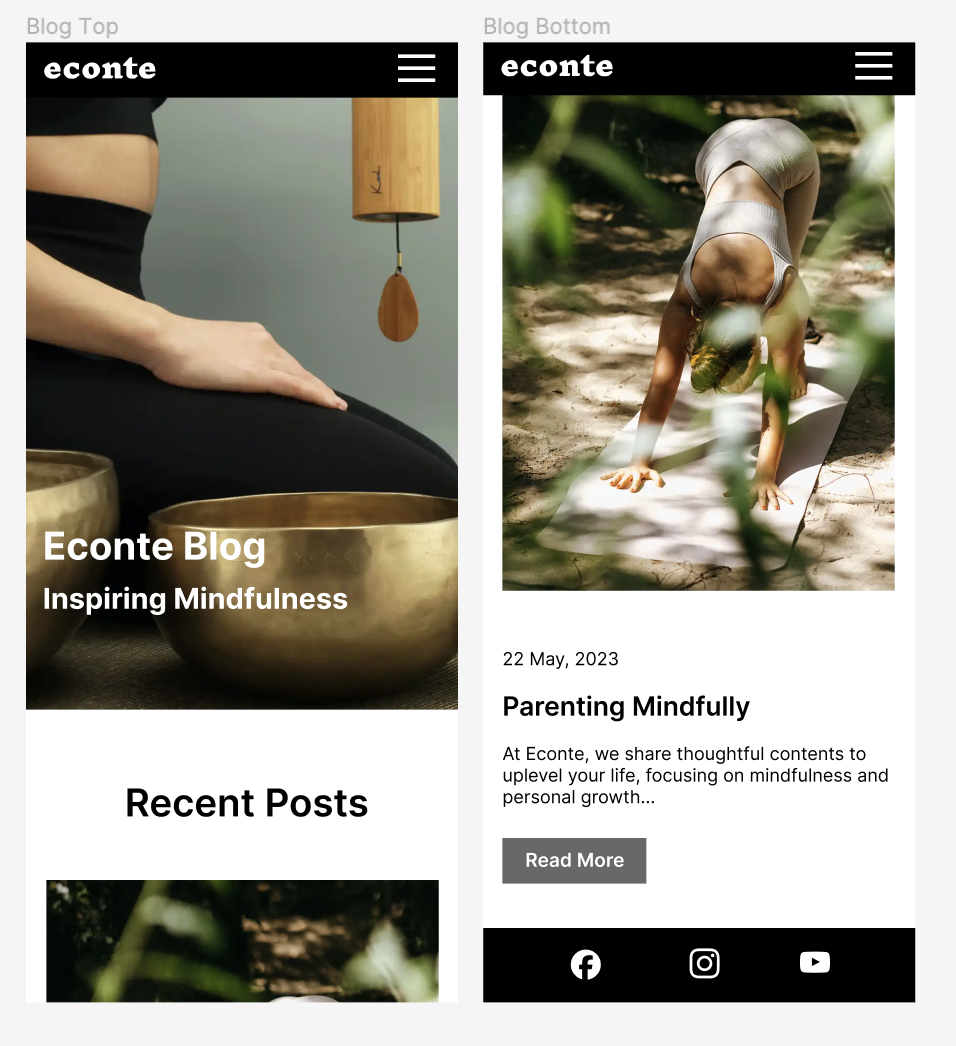 Blog Top
econte
Koshi
Econte Blog
Inspiring Mindfulness
Recent Posts
Blog Bottom
econte
22 May, 2023
Parenting Mindfully
At Econte, we share thoughtful contents to
uplevel your life, focusing on mindfulness and
personal growth...
Read More